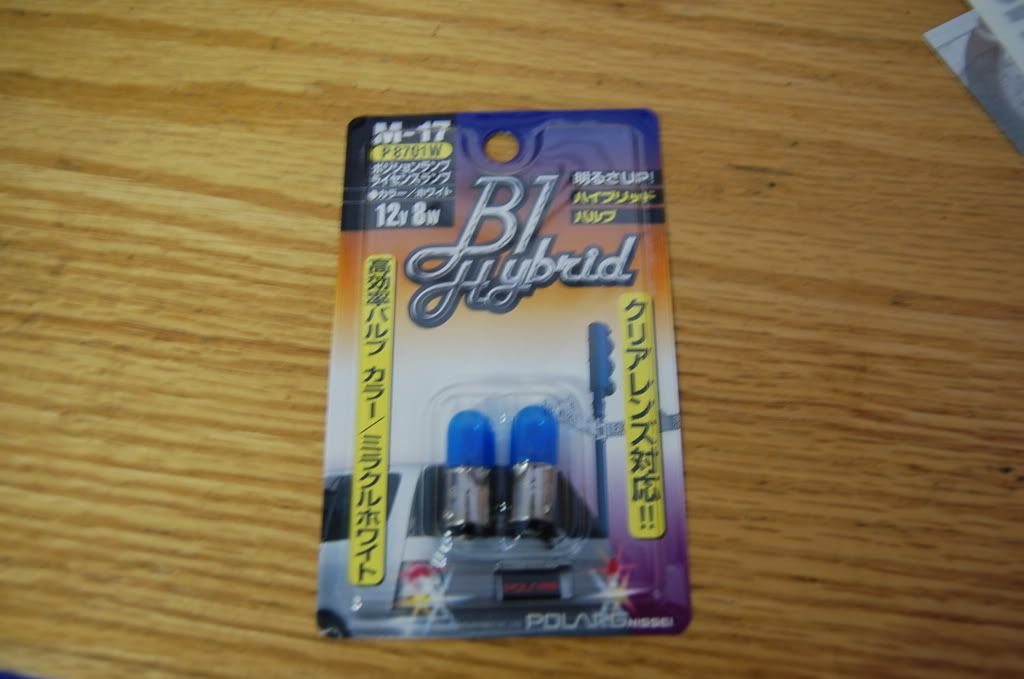 M-17
P8701W
ポジションランプ
ライセンスランプ
●カラー/ホワイト
12V 8W
B1
Hybrid
明るさUP!
ハイブリッド
バルブ
高効率バルブ カラー/ミラクルホワイト
クリアレンズ対応!!
POLARG
POLARG NISSEI